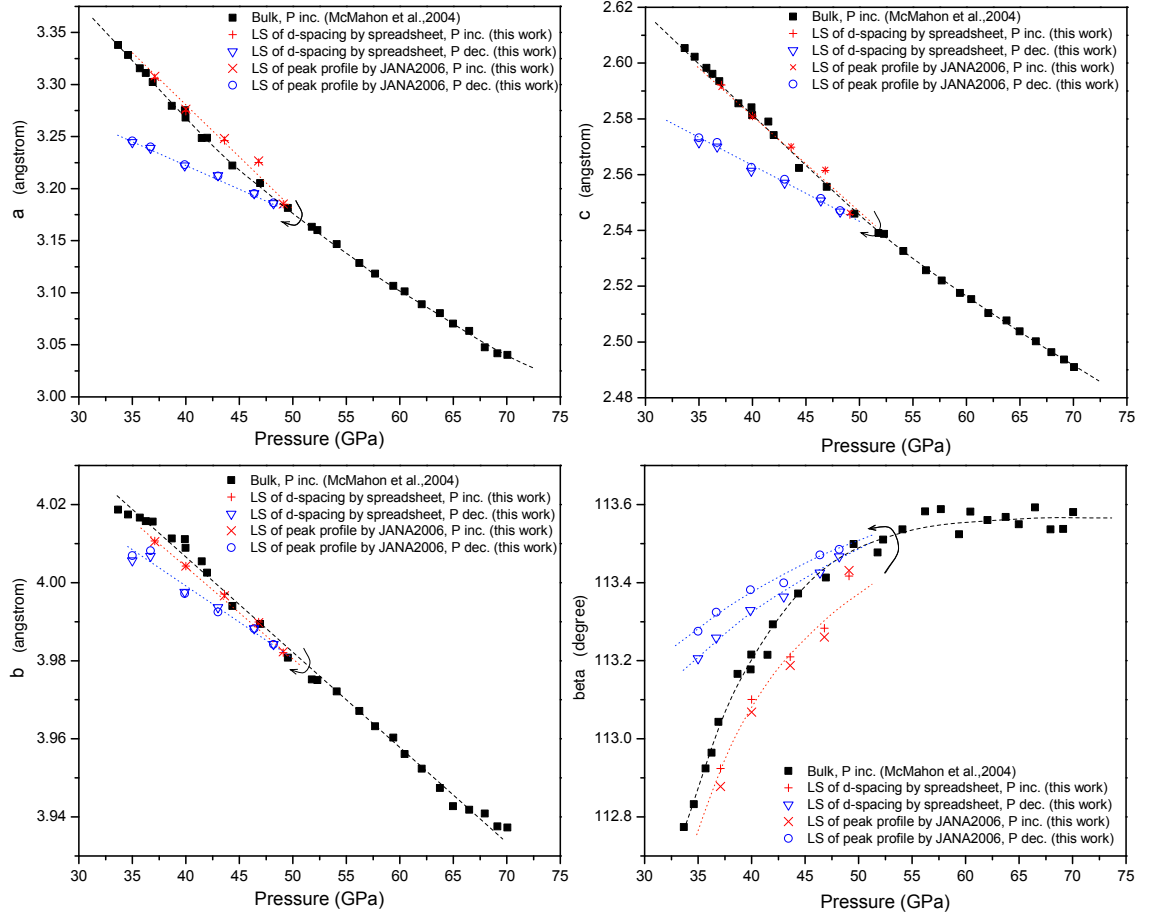 3.35
3.30
3.25
3.20
3.15
3.10
3.05
3.00
a (angstrom)
Bulk, P inc. (McMahon et al.,2004)
LS of d-spacing by spreadsheet, P inc. (this work)
LS of d-spacing by spreadsheet, P dec. (this work)
LS of peak profile by JANA2006, P inc. (this work)
LS of peak profile by JANA2006, P dec. (this work)
30 35 40 45 50 55 60 65 70 75
Pressure (GPa)
2.62
2.60
2.58
2.56
2.54
2.52
2.50
2.48
c (angstrom)
Bulk, P inc. (McMahon et al.,2004)
LS of d-spacing by spreadsheet, P inc. (this work)
LS of d-spacing by spreadsheet, P dec. (this work)
LS of peak profile by JANA2006, P inc. (this work)
LS of peak profile by JANA2006, P dec. (this work)
30 35 40 45 50 55 60 65 70 75
Pressure (GPa)
4.02
4.00
3.98
3.96
3.94
b (angstrom)
Bulk, P inc. (McMahon et al.,2004)
LS of d-spacing by spreadsheet, P inc. (this work)
LS of d-spacing by spreadsheet, P dec. (this work)
LS of peak profile by JANA2006, P inc. (this work)
LS of peak profile by JANA2006, P dec. (this work)
30 35 40 45 50 55 60 65 70 75
Pressure (GPa)
113.6
113.4
113.2
113.0
112.8
beta (degree)
Bulk, P inc. (McMahon et al.,2004)
LS of d-spacing by spreadsheet, P inc. (this work)
LS of d-spacing by spreadsheet, P dec. (this work)
LS of peak profile by JANA2006, P inc. (this work)
LS of peak profile by JANA2006, P dec. (this work)
30 35 40 45 50 55 60 65 70 75
Pressure (GPa)